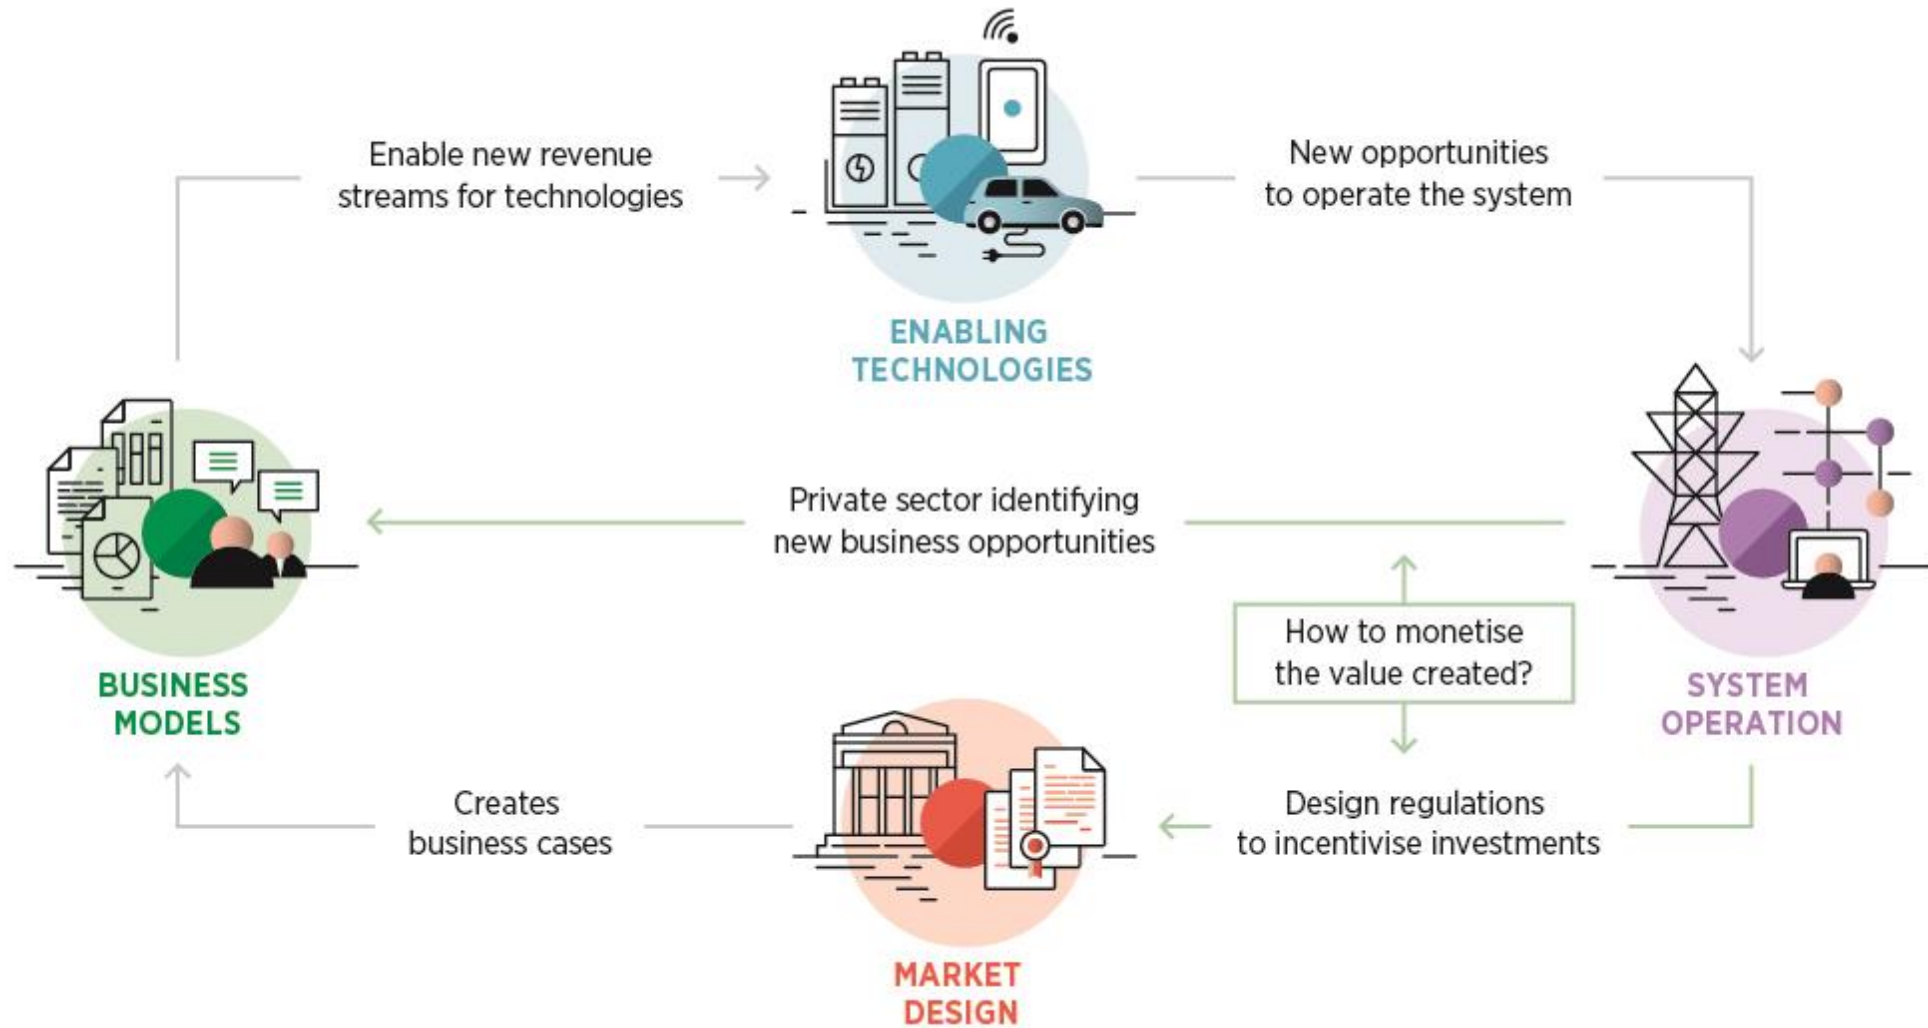 Enable new revenue
streams for technologies
New opportunities
to operate the system
ENABLING
TECHNOLOGIES
Private sector identifying
new business opportunities
How to monetise
the value created?
BUSINESS
MODELS
SYSTEM
OPERATION
Creates
business cases
Design regulations
to incentivise investments
MARKET
DESIGN